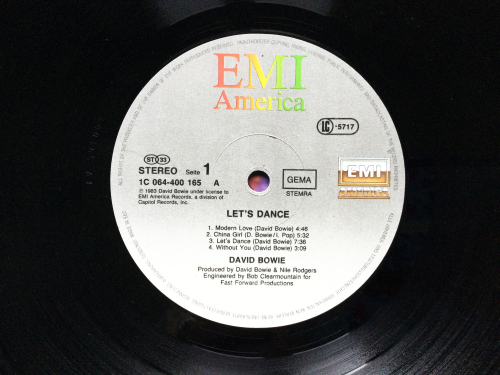 EMI
America
LC 5717
ST 33
STEREO Seite 1
GEMA
STEMRA
EMI
1C 064-400 165 A
℗ 1983 David Bowie under license to
EMI America Records, a division of
Capitol Records, Inc.
LET'S DANCE
1. Modern Love (David Bowie) 4:46
2. China Girl (D. Bowie/I. Pop) 5:32
3. Let's Dance (David Bowie) 7:36
4. Without You (David Bowie) 3:09
DAVID BOWIE
Produced by David Bowie & Nile Rodgers
Engineered by Bob Clearmountain for
Fast Forward Productions